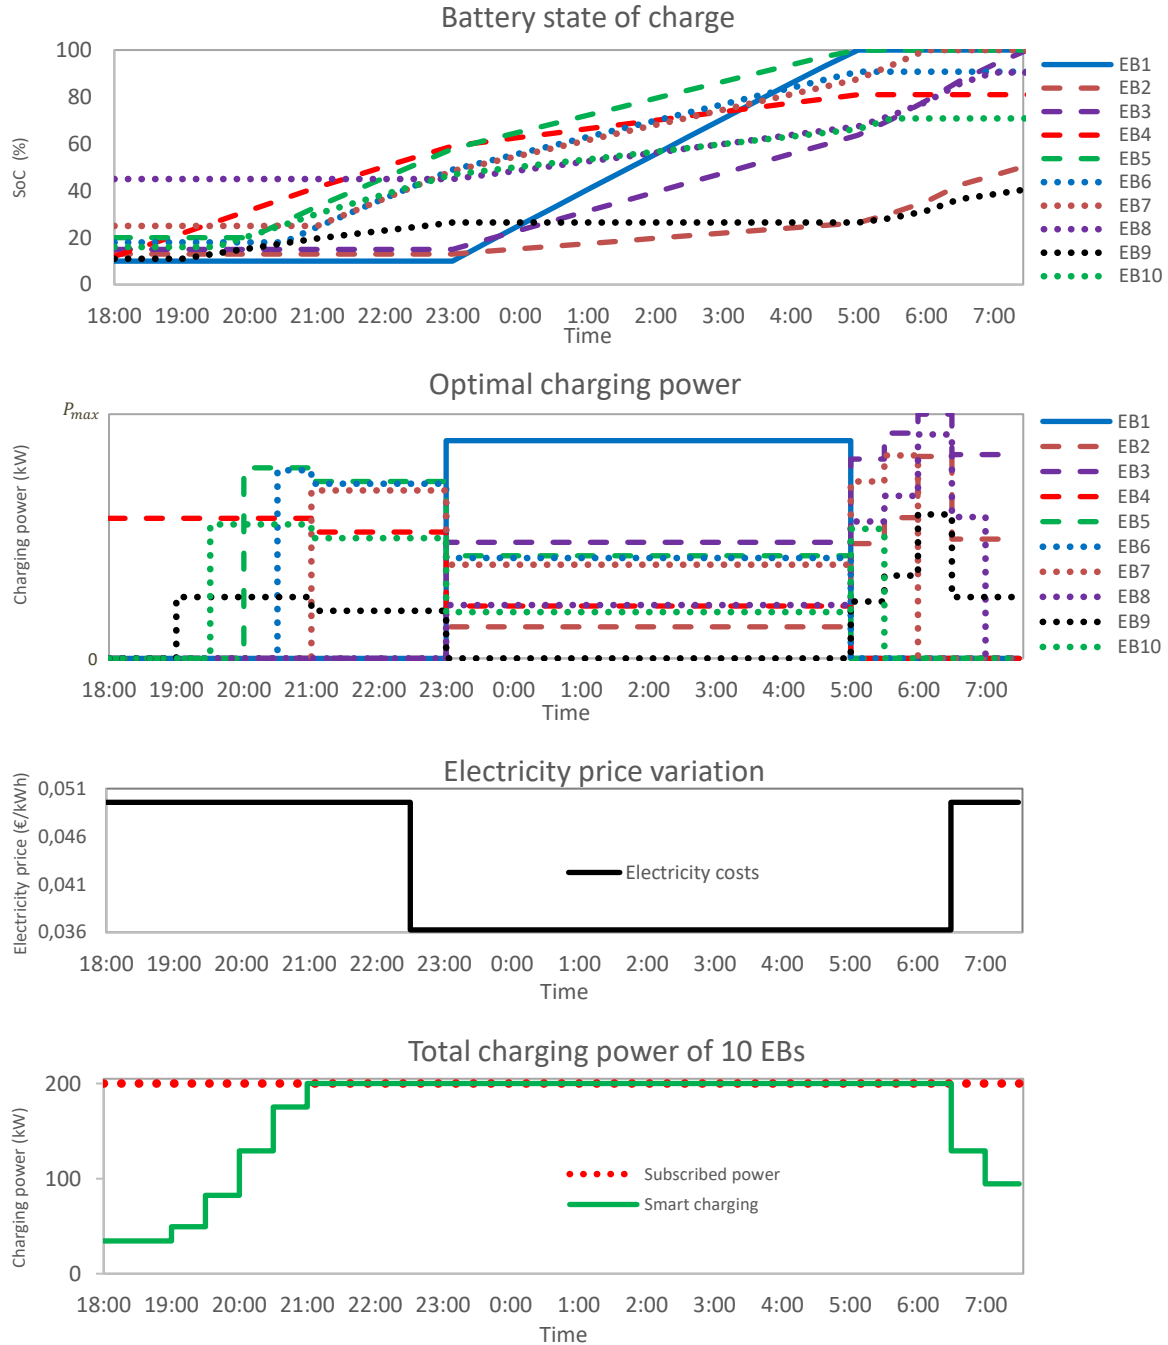 Battery state of charge
SoC (%)
100
80
60
40
20
0
18:00 19:00 20:00 21:00 22:00 23:00 0:00 1:00 2:00 3:00 4:00 5:00 6:00 7:00
Time
EB1
EB2
EB3
EB4
EB5
EB6
EB7
EB8
EB9
EB10
Optimal charging power
Charging power (kW)
Pmax
0
18:00 19:00 20:00 21:00 22:00 23:00 0:00 1:00 2:00 3:00 4:00 5:00 6:00 7:00
Time
EB1
EB2
EB3
EB4
EB5
EB6
EB7
EB8
EB9
EB10
Electricity price variation
Electricity price (€/kWh)
0,051
0,046
0,041
0,036
Electricity costs
18:00 19:00 20:00 21:00 22:00 23:00 0:00 1:00 2:00 3:00 4:00 5:00 6:00 7:00
Time
Total charging power of 10 EBs
Charging power (kW)
200
100
0
Subscribed power
Smart charging
18:00 19:00 20:00 21:00 22:00 23:00 0:00 1:00 2:00 3:00 4:00 5:00 6:00 7:00
Time